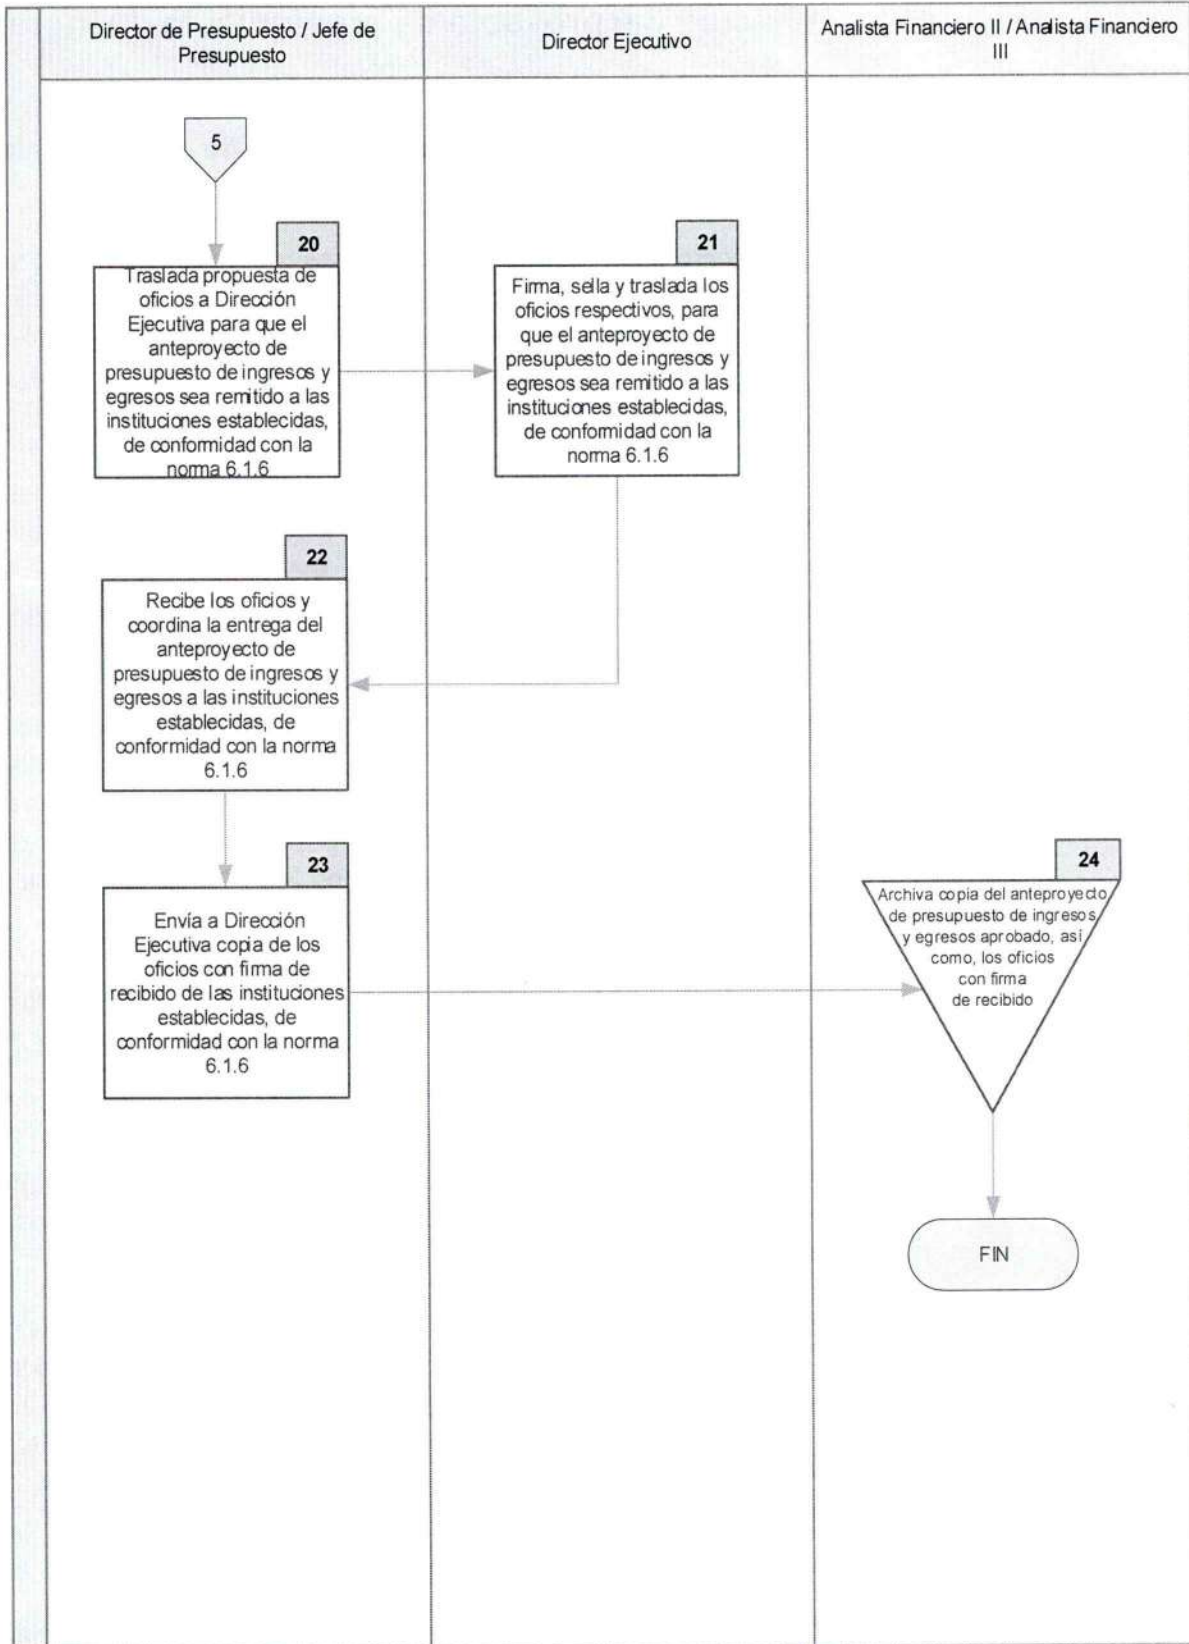 Director de Presupuesto / Jefe de
Presupuesto
Director Ejecutivo
Analista Financiero II / Analista Financiero
III
5
20
Traslada propuesta de
oficios a Dirección
Ejecutiva para que el
anteproyecto de
presupuesto de ingresos y
egresos sea remitido a las
instituciones establecidas,
de conformidad con la
norma 6.1.6
21
Firma, sella y traslada los
oficios respectivos, para
que el anteproyecto de
presupuesto de ingresos y
egresos sea remitido a las
instituciones establecidas,
de conformidad con la
norma 6.1.6
22
Recibe los oficios y
coordina la entrega del
anteproyecto de
presupuesto de ingresos y
egresos a las instituciones
establecidas, de
conformidad con la norma
6.1.6
23
Envía a Dirección
Ejecutiva copia de los
oficios con firma de
recibido de las instituciones
establecidas, de
conformidad con la norma
6.1.6
24
Archiva copia del anteproyecto
de presupuesto de ingresos
y egresos aprobado, así
como, los oficios
con firma
de recibido
FIN